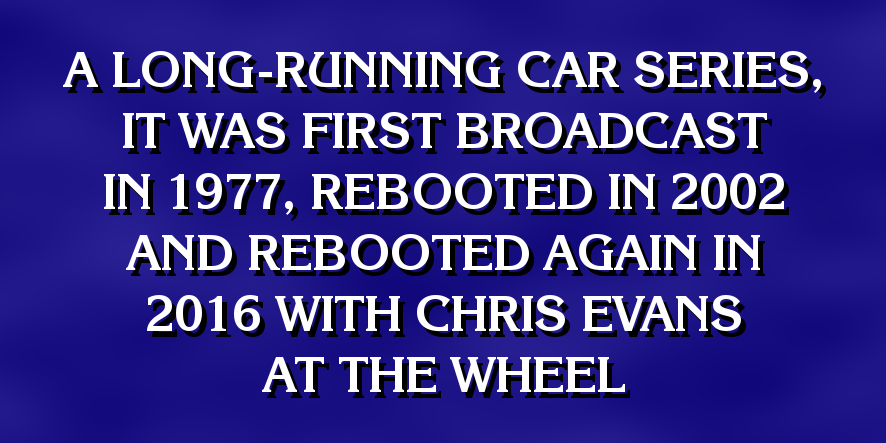 A LONG-RUNNING CAR SERIES,
IT WAS FIRST BROADCAST
IN 1977, REBOOTED IN 2002
AND REBOOTED AGAIN IN
2016 WITH CHRIS EVANS
AT THE WHEEL